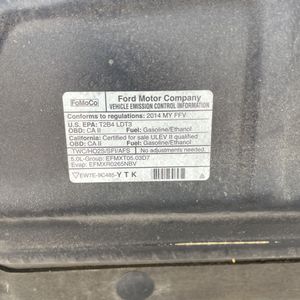 FoMoCo
Ford Motor Company
VEHICLE EMISSION CONTROL INFORMATION
Conforms to regulations: 2014 MY FFV
U.S. EPA: T2B4 LDT3
OBD: CA II Fuel: Gasoline/Ethanol
California: Certified for sale ULEV II qualified
OBD: CA II Fuel: Gasoline/Ethanol
TWC/HO2S/SFI/AFS No adjustments needed.
5.0L-Group: EFMXT05.03D7
Evap: EFMXR0265NBV
EW7E-9C485-Y T K